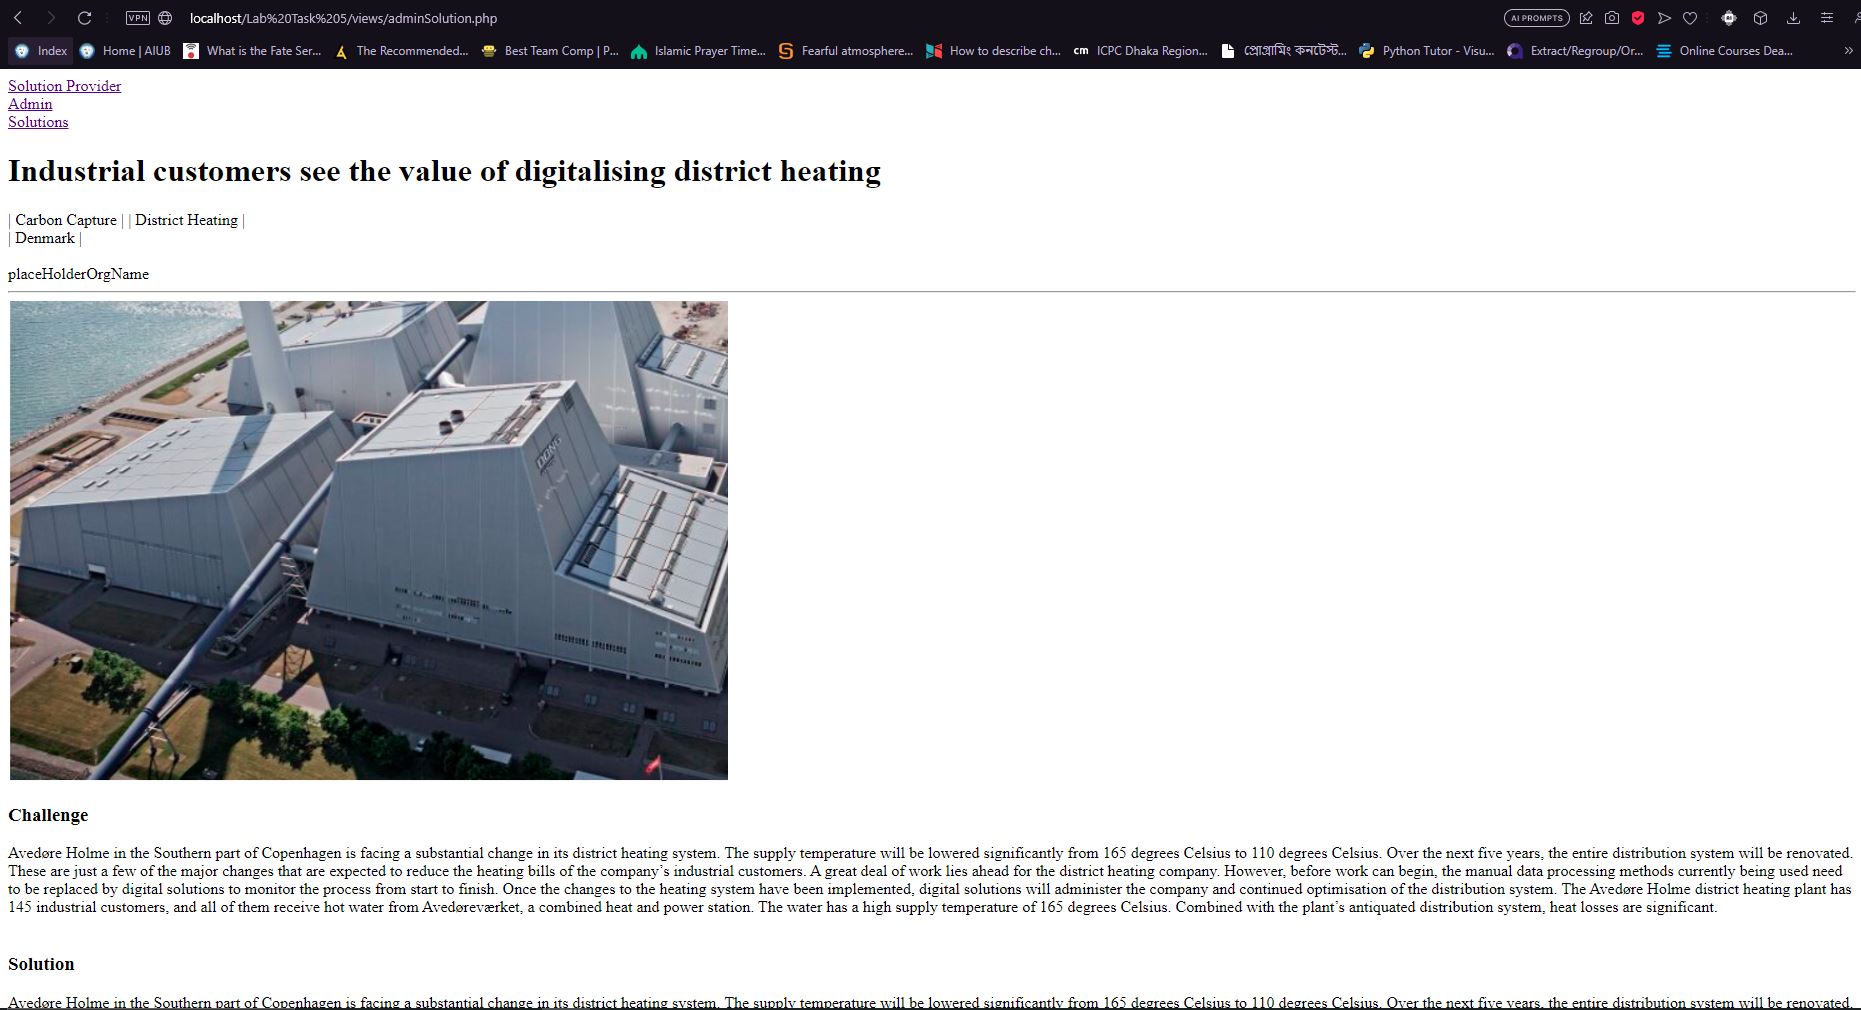 VPN
localhost/Lab%20Task%205/views/adminSolution.php
AI PROMPTS
Index
Home | AIUB
What is the Fate Ser...
The Recommended...
Best Team Comp | P...
Islamic Prayer Time...
Fearful atmosphere...
How to describe ch...
cm ICPC Dhaka Region...
প্রোগ্রামিং কনটেস্ট...
Python Tutor - Visu...
Extract/Regroup/Or...
Online Courses Dea...
»
Solution Provider
Admin
Solutions
Industrial customers see the value of digitalising district heating
| Carbon Capture | | District Heating |
| Denmark |
placeHolderOrgName
DONG
Challenge
Avedøre Holme in the Southern part of Copenhagen is facing a substantial change in its district heating system. The supply temperature will be lowered significantly from 165 degrees Celsius to 110 degrees Celsius. Over the next five years, the entire distribution system will be renovated.
These are just a few of the major changes that are expected to reduce the heating bills of the company’s industrial customers. A great deal of work lies ahead for the district heating company. However, before work can begin, the manual data processing methods currently being used need
to be replaced by digital solutions to monitor the process from start to finish. Once the changes to the heating system have been implemented, digital solutions will administer the company and continued optimisation of the distribution system. The Avedøre Holme district heating plant has
145 industrial customers, and all of them receive hot water from Avedøreværket, a combined heat and power station. The water has a high supply temperature of 165 degrees Celsius. Combined with the plant’s antiquated distribution system, heat losses are significant.
Solution
Avedøre Holme in the Southern part of Copenhagen is facing a substantial change in its district heating system. The supply temperature will be lowered significantly from 165 degrees Celsius to 110 degrees Celsius. Over the next five years, the entire distribution system will be renovated.